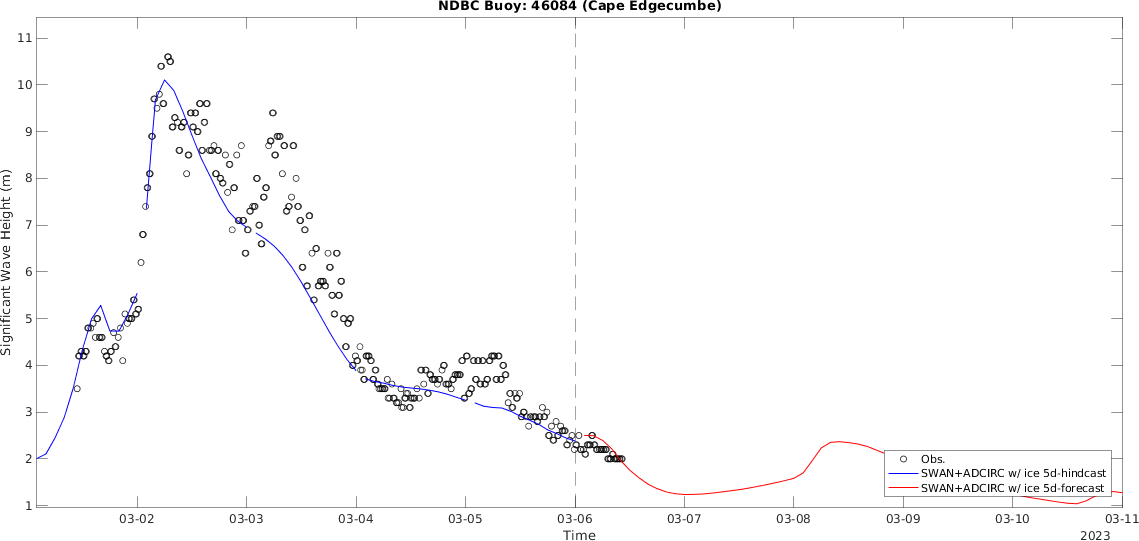 NDBC Buoy: 46084 (Cape Edgecumbe)
Significant Wave Height (m)
11
10
9
8
7
6
5
4
3
2
1
Obs.
SWAN+ADCIRC w/ ice 5d-hindcast
SWAN+ADCIRC w/ ice 5d-forecast
03-02 03-03 03-04 03-05 03-06 03-07 03-08 03-09 03-10 03-11
Time
2023